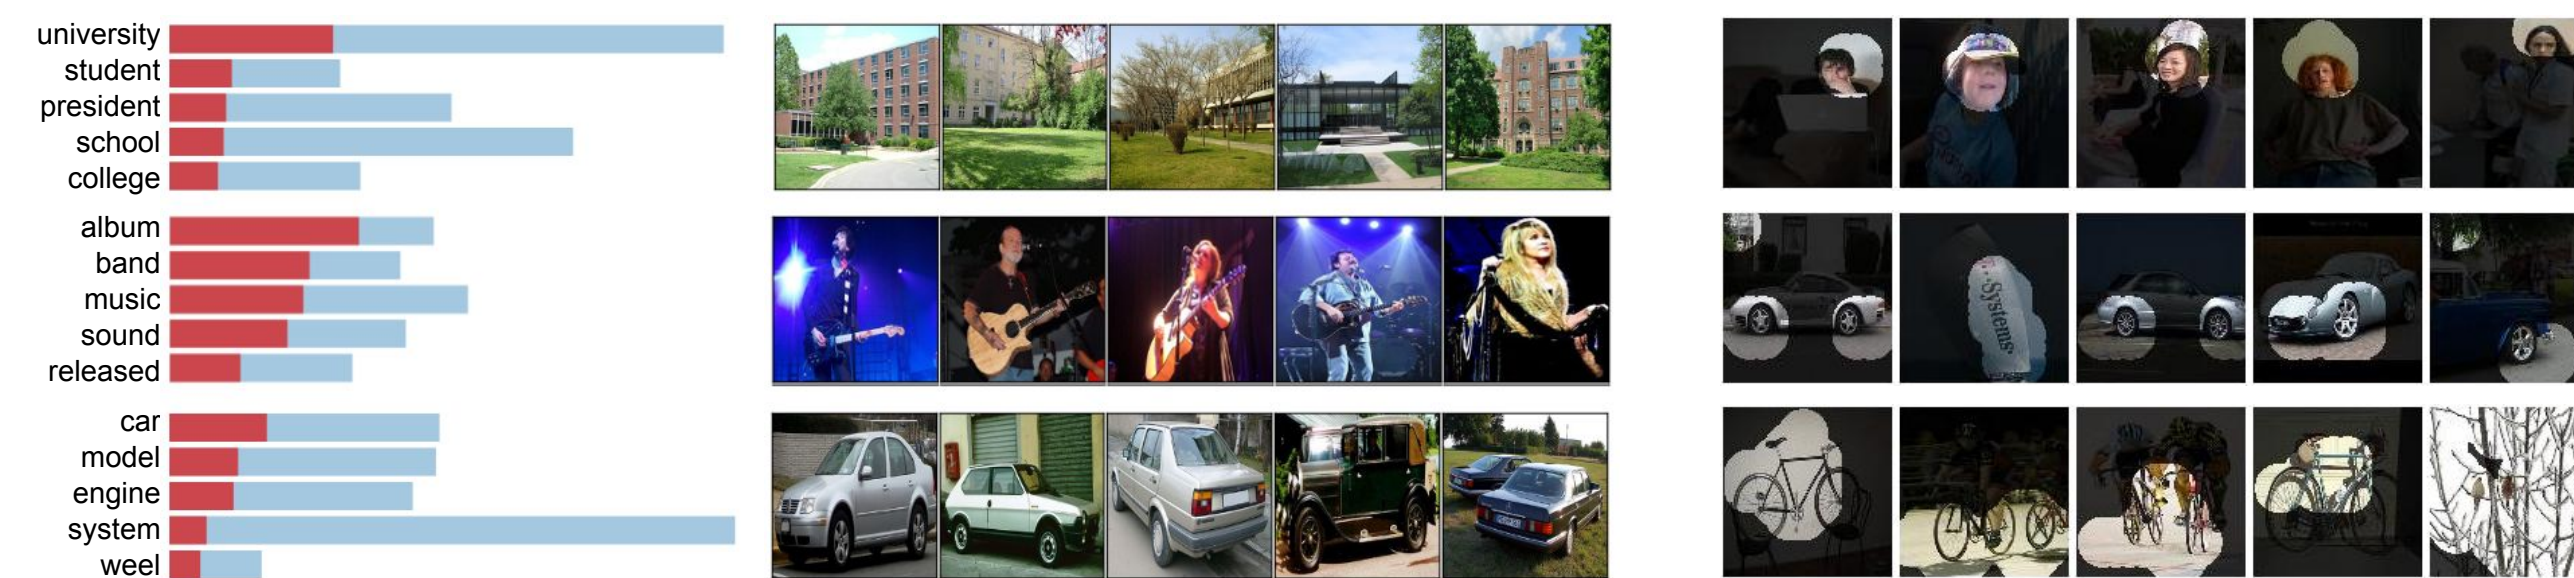 university
student
president
school
college
album
band
music
sound
released
car
model
engine
system
weel
Systems